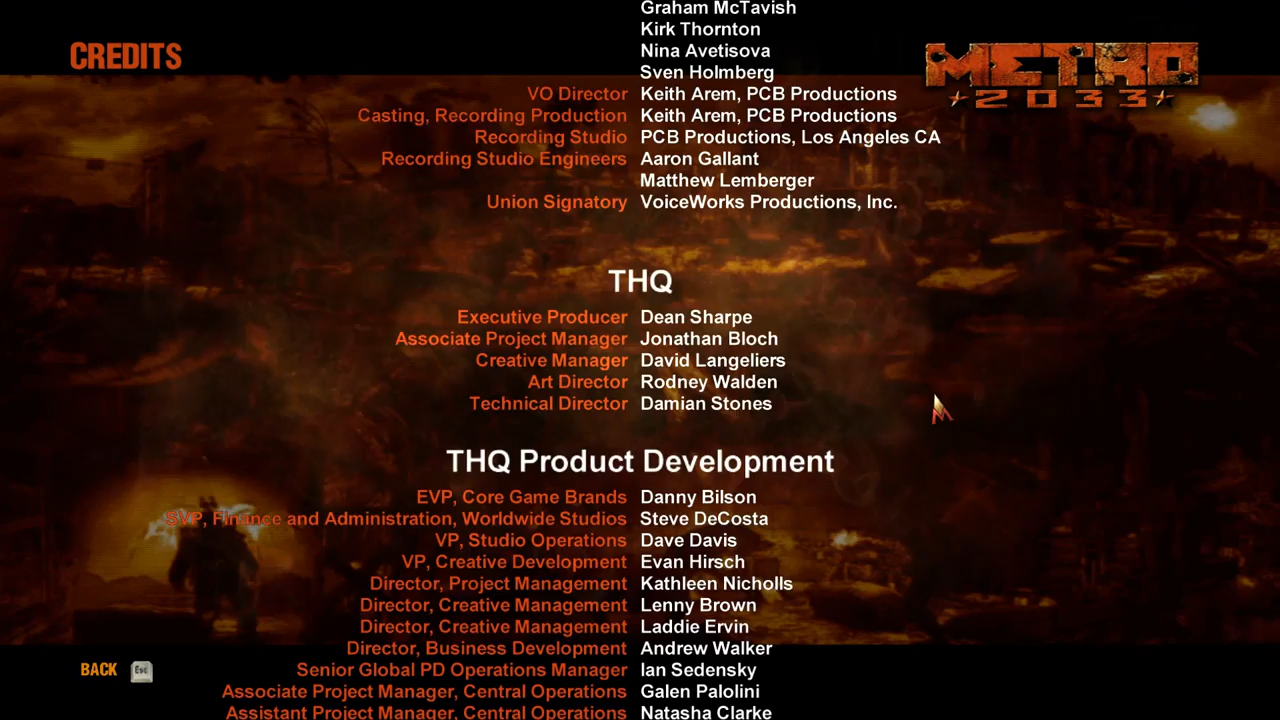 CREDITS
METRO
2033
Graham McTavish
Kirk Thornton
Nina Avetisova
Sven Holmberg
VO Director Keith Arem, PCB Productions
Casting, Recording Production Keith Arem, PCB Productions
Recording Studio PCB Productions, Los Angeles CA
Recording Studio Engineers Aaron Gallant
Matthew Lemberger
Union Signatory VoiceWorks Productions, Inc.
THQ
Executive Producer Dean Sharpe
Associate Project Manager Jonathan Bloch
Creative Manager David Langeliers
Art Director Rodney Walden
Technical Director Damian Stones
THQ Product Development
EVP, Core Game Brands Danny Bilson
SVP, Finance and Administration, Worldwide Studios Steve DeCosta
VP, Studio Operations Dave Davis
VP, Creative Development Evan Hirsch
Director, Project Management Kathleen Nicholls
Director, Creative Management Lenny Brown
Director, Creative Management Laddie Ervin
Director, Business Development Andrew Walker
Senior Global PD Operations Manager Ian Sedensky
Associate Project Manager, Central Operations Galen Palolini
Assistant Project Manager, Central Operations Natasha Clarke
BACK Esc